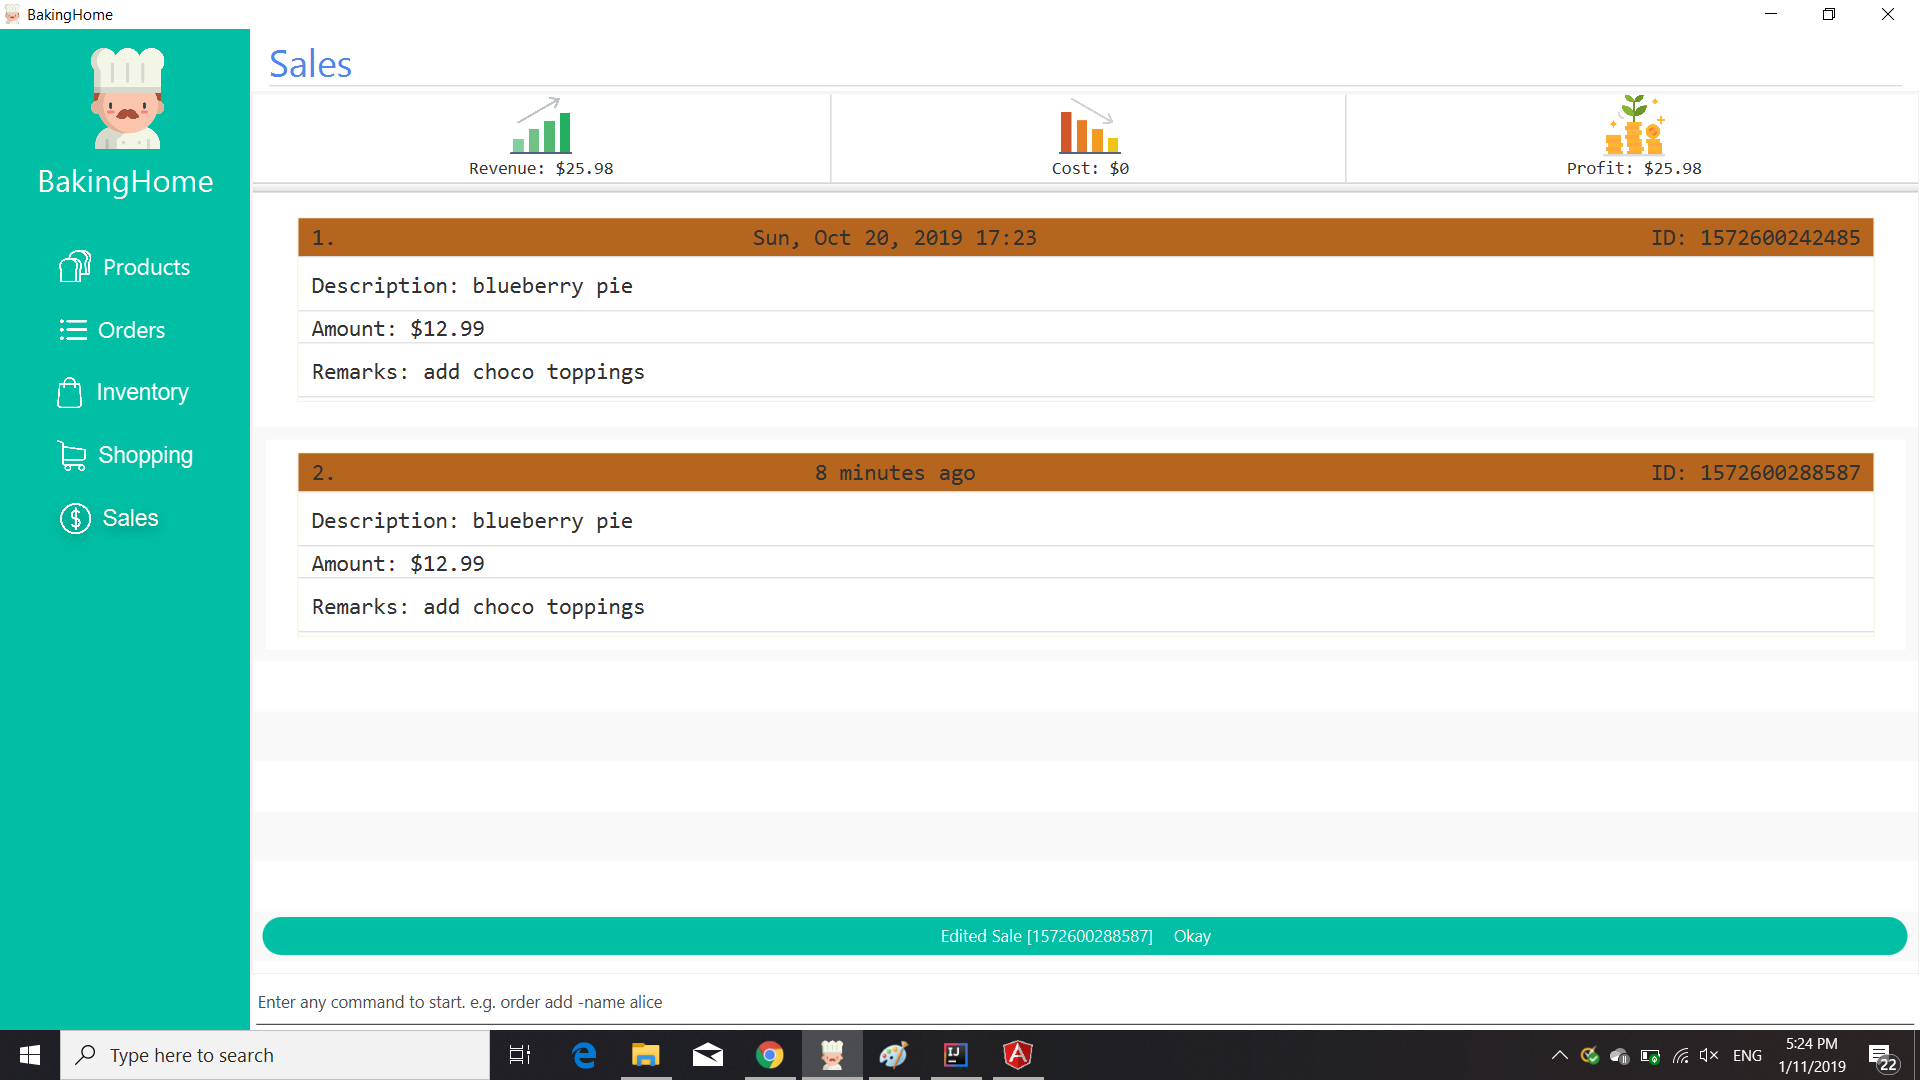 BakingHome
BakingHome
Products
Orders
Inventory
Shopping
Sales
Sales
Revenue: $25.98
Cost: $0
Profit: $25.98
1. Sun, Oct 20, 2019 17:23 ID: 1572600242485
Description: blueberry pie
Amount: $12.99
Remarks: add choco toppings
2. 8 minutes ago ID: 1572600288587
Description: blueberry pie
Amount: $12.99
Remarks: add choco toppings
Edited Sale [1572600288587] Okay
Enter any command to start. e.g. order add -name alice
Type here to search
ENG
5:24 PM
1/11/2019
22